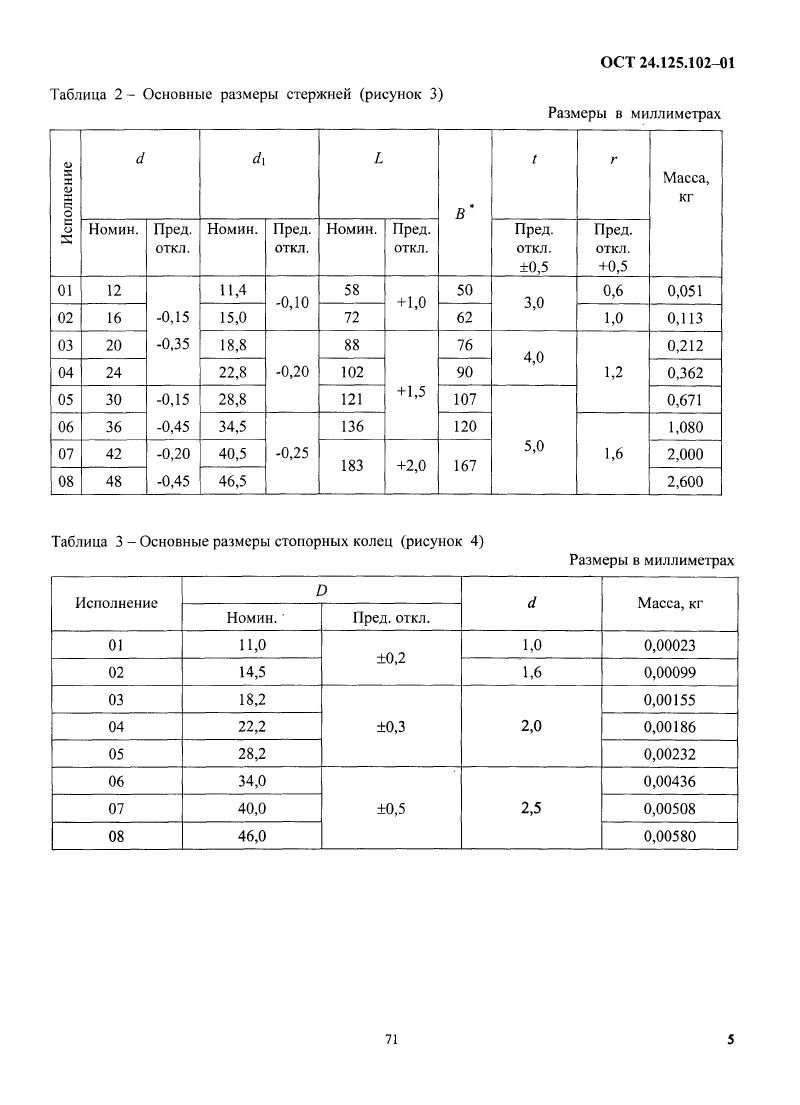 ОСТ 24.125.102–01
Таблица 2 – Основные размеры стержней (рисунок 3)
Размеры в миллиметрах
Исполнение d d1 L B* t r Масса, кг
Номин. Пред. откл. Номин. Пред. откл. Номин. Пред. откл. Пред. откл. ±0,5 Пред. откл. +0,5
01 12 -0,15 -0,35 11,4 -0,10 58 +1,0 50 3,0 0,6 0,051
02 16 15,0 72 62 1,0 0,113
03 20 18,8 -0,20 88 +1,5 76 4,0 1,2 0,212
04 24 22,8 102 90 0,362
05 30 -0,15 -0,45 28,8 121 107 5,0 0,671
06 36 34,5 -0,25 136 120 1,6 1,080
07 42 -0,20 -0,45 40,5 183 +2,0 167 2,000
08 48 46,5 2,600
Таблица 3 – Основные размеры стопорных колец (рисунок 4)
Размеры в миллиметрах
Исполнение D d Масса, кг
Номин. Пред. откл.
01 11,0 ±0,2 1,0 0,00023
02 14,5 1,6 0,00099
03 18,2 ±0,3 2,0 0,00155
04 22,2 0,00186
05 28,2 0,00232
06 34,0 ±0,5 2,5 0,00436
07 40,0 0,00508
08 46,0 0,00580
71 5